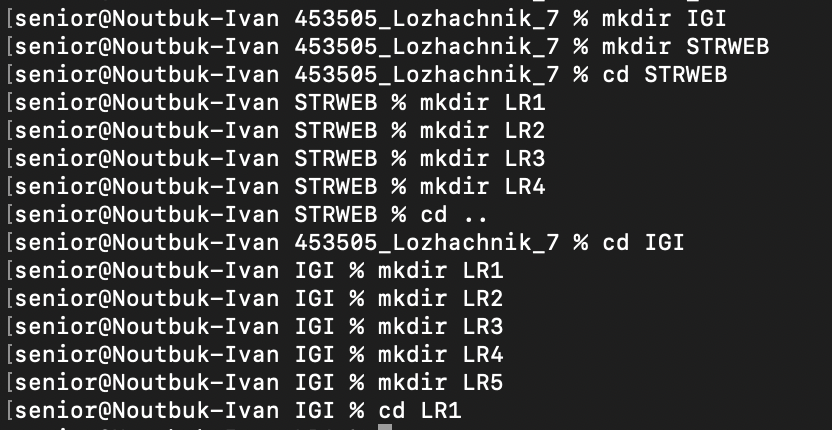 [senior@Noutbuk-Ivan 453505_Lozhachnik_7 % mkdir IGI
[senior@Noutbuk-Ivan 453505_Lozhachnik_7 % mkdir STRWEB
[senior@Noutbuk-Ivan 453505_Lozhachnik_7 % cd STRWEB
[senior@Noutbuk-Ivan STRWEB % mkdir LR1
[senior@Noutbuk-Ivan STRWEB % mkdir LR2
[senior@Noutbuk-Ivan STRWEB % mkdir LR3
[senior@Noutbuk-Ivan STRWEB % mkdir LR4
[senior@Noutbuk-Ivan STRWEB % cd ..
[senior@Noutbuk-Ivan 453505_Lozhachnik_7 % cd IGI
[senior@Noutbuk-Ivan IGI % mkdir LR1
[senior@Noutbuk-Ivan IGI % mkdir LR2
[senior@Noutbuk-Ivan IGI % mkdir LR3
[senior@Noutbuk-Ivan IGI % mkdir LR4
[senior@Noutbuk-Ivan IGI % mkdir LR5
[senior@Noutbuk-Ivan IGI % cd LR1